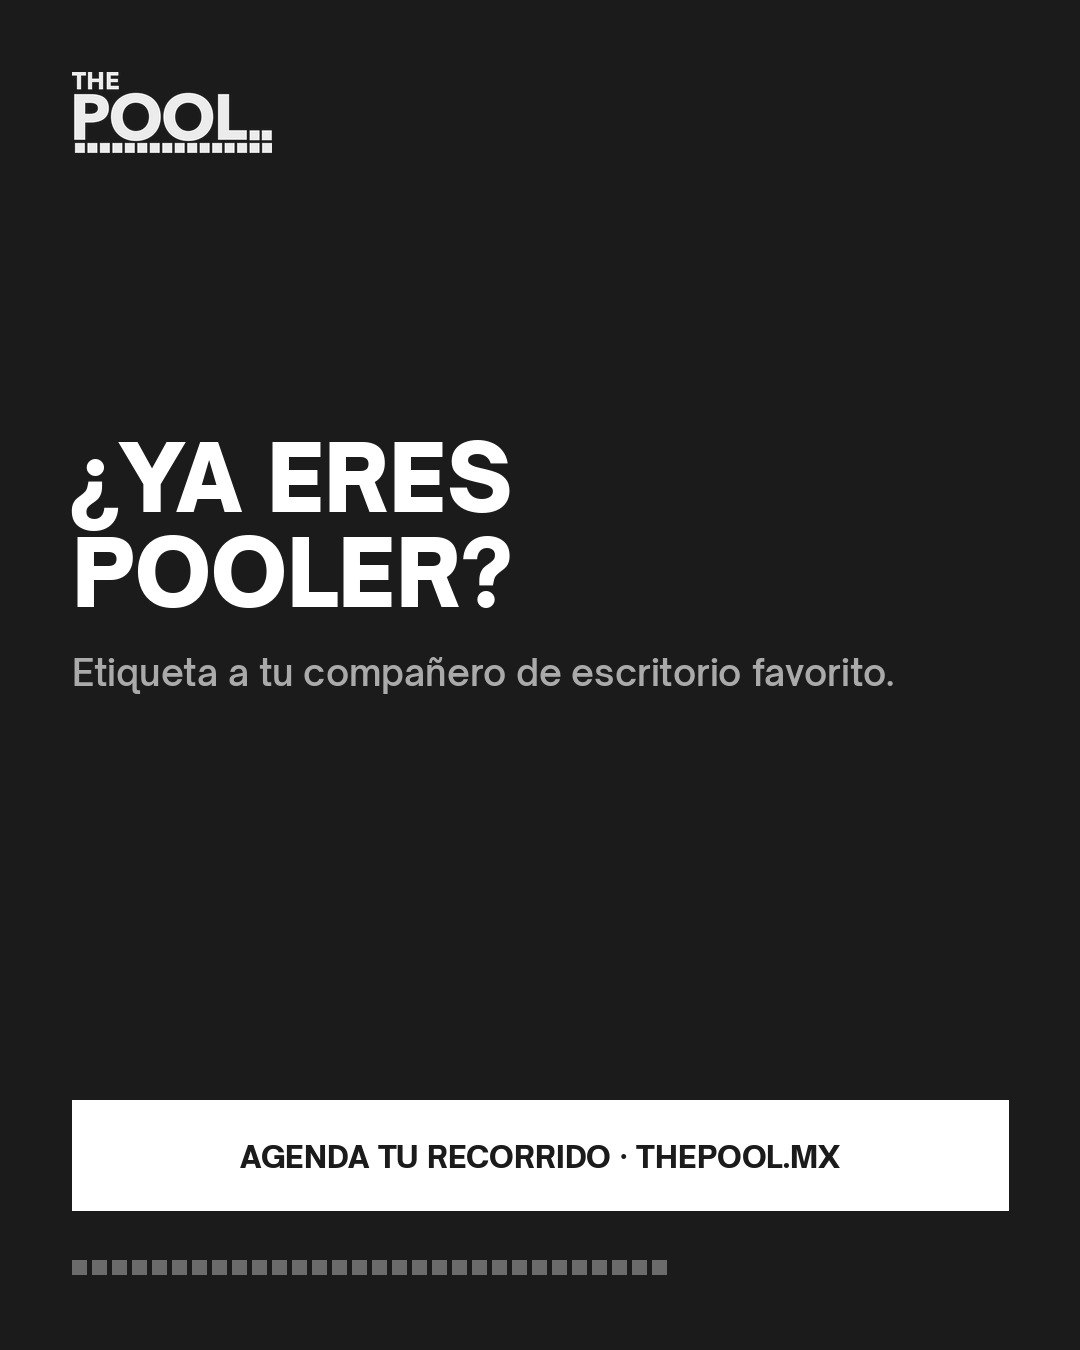 THE
POOL..
¿YA ERES
POOLER?
Etiqueta a tu compañero de escritorio favorito.
AGENDA TU RECORRIDO · THEPOOL.MX